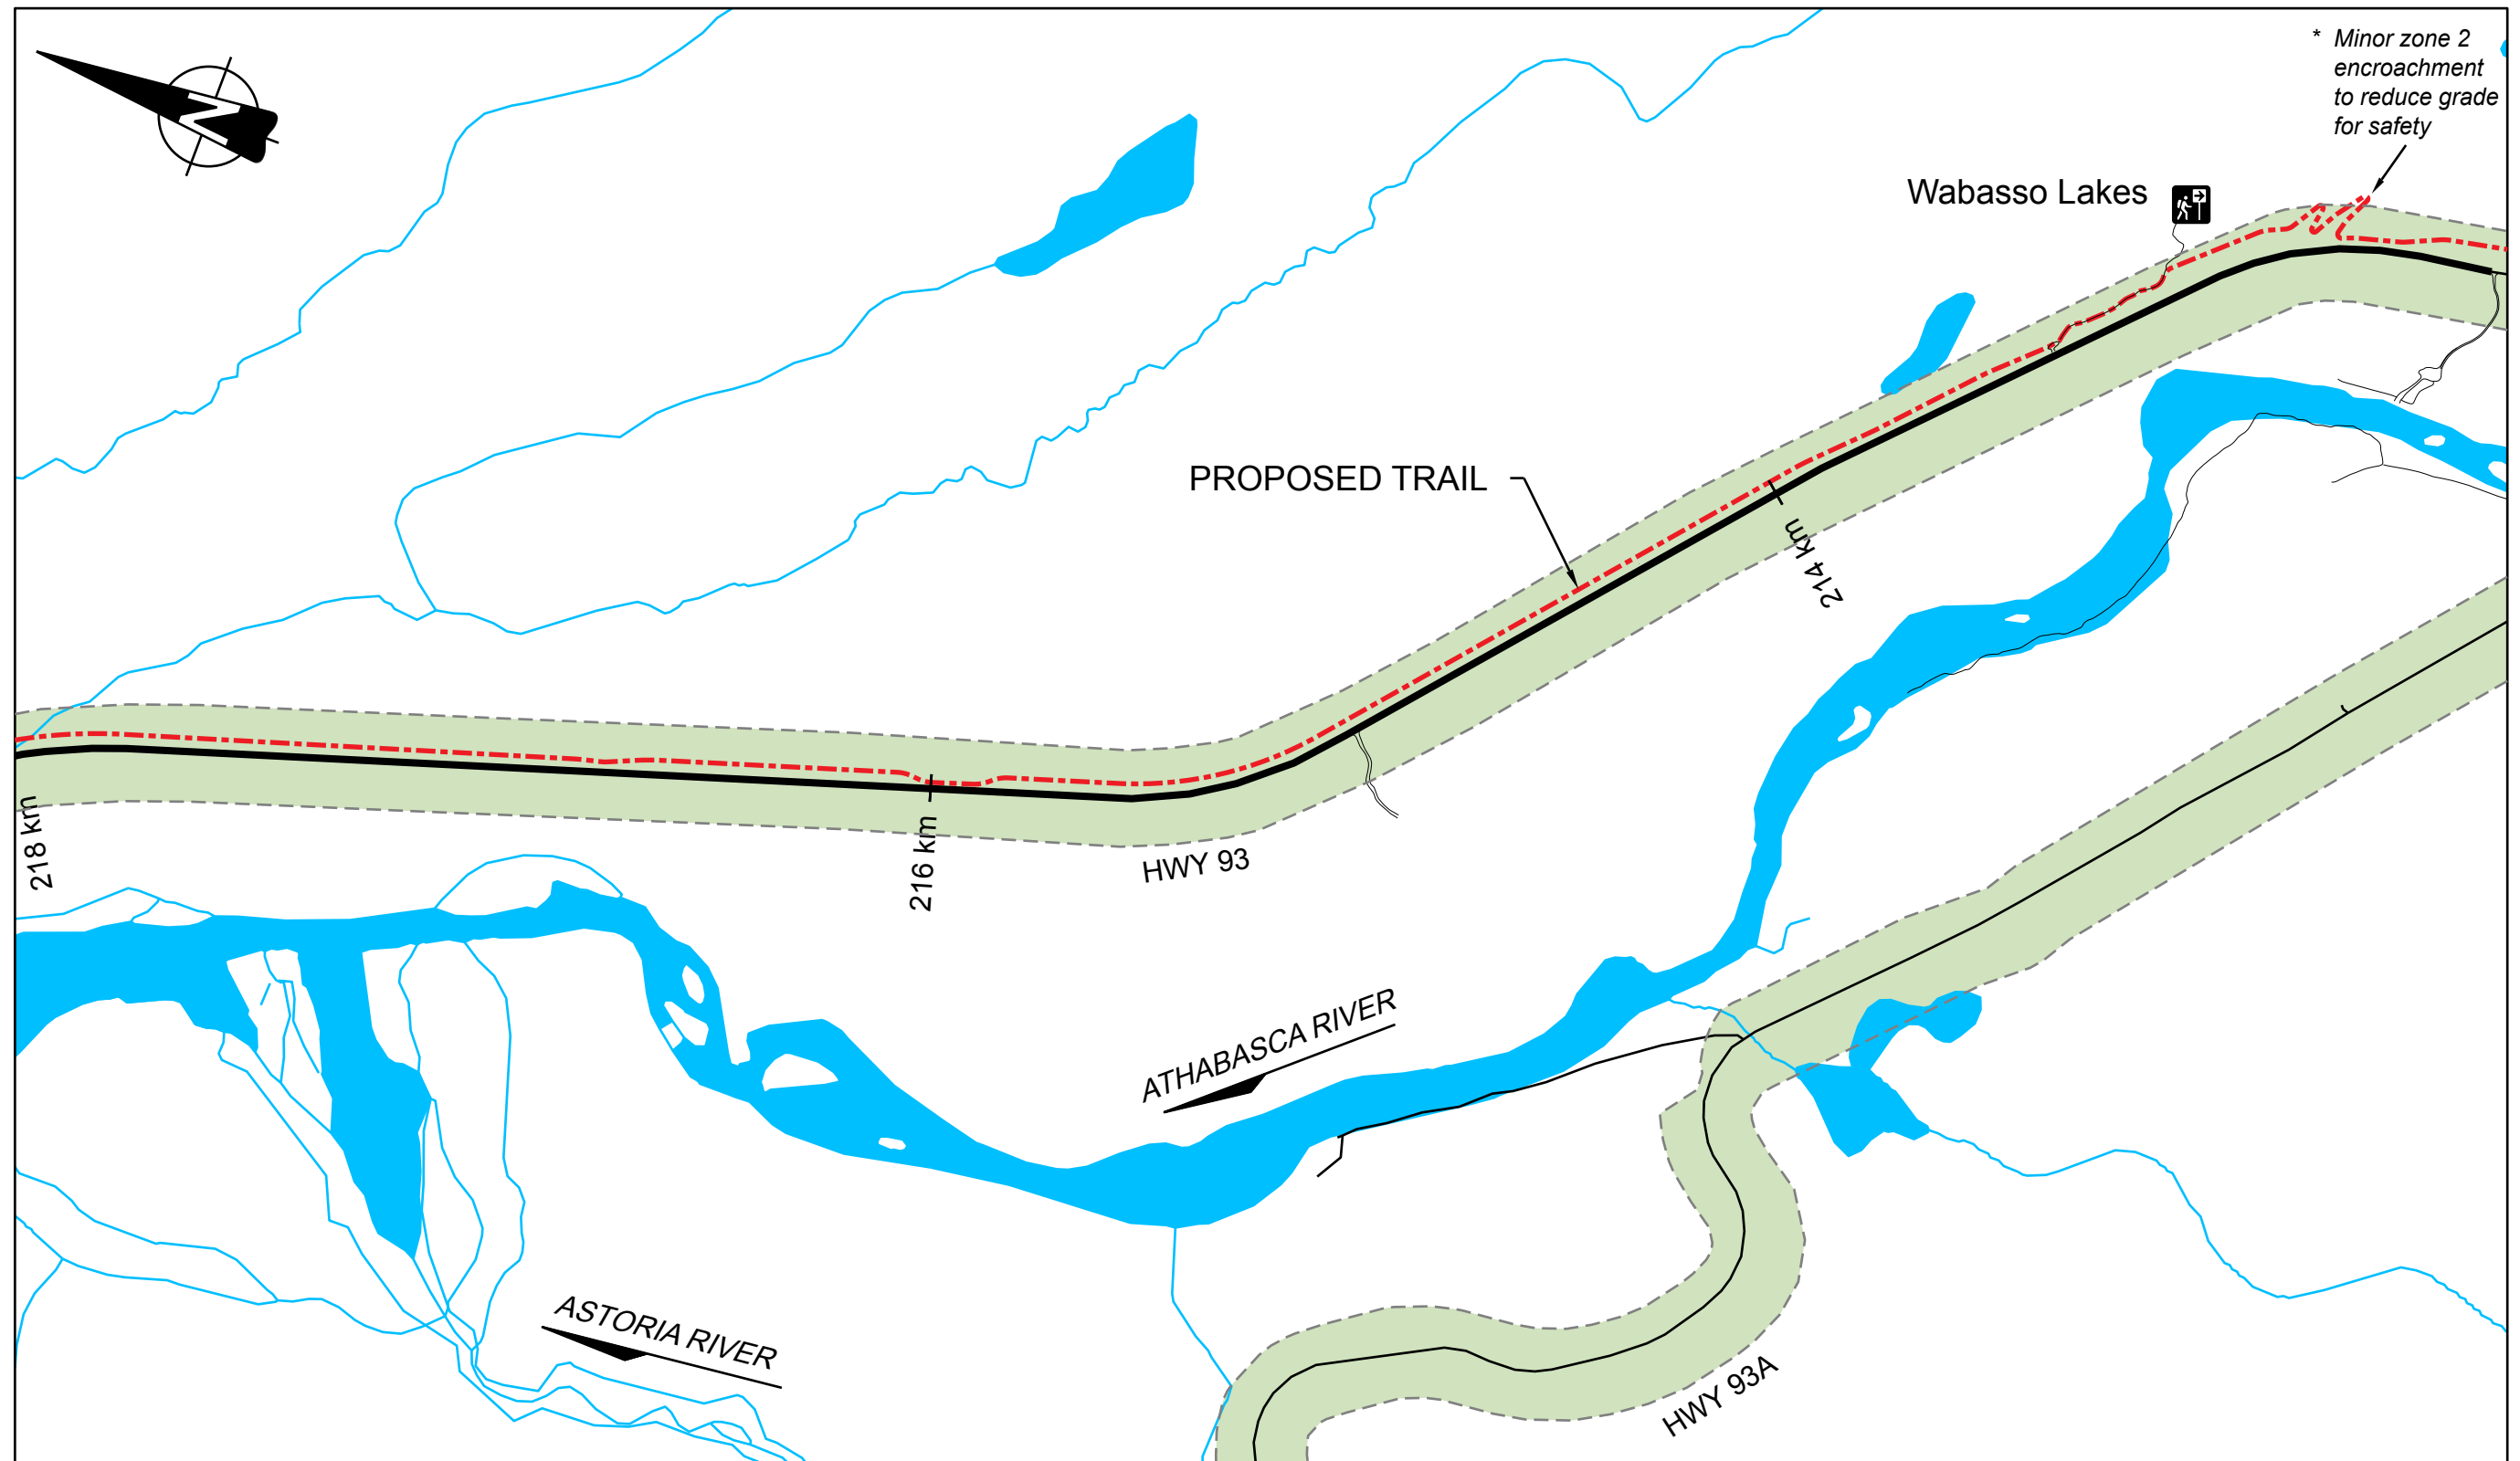 * Minor zone 2
encroachment
to reduce grade
for safety
Wabasso Lakes
PROPOSED TRAIL
214 km
218 km
216 km
HWY 93
ATHABASCA RIVER
ASTORIA RIVER
HWY 93A